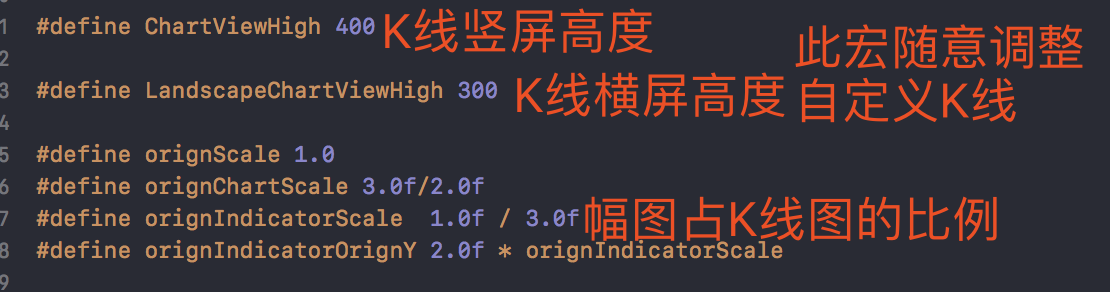 1 #define ChartViewHigh 400 K线竖屏高度
此宏随意调整
2
3 #define LandscapeChartViewHigh 300 K线横屏高度
自定义K线
4
5 #define orignScale 1.0
6 #define orignChartScale 3.0f/2.0f
7 #define orignIndicatorScale  1.0f / 3.0f 幅图占K线图的比例
8 #define orignIndicatorOrignY 2.0f * orignIndicatorScale
9